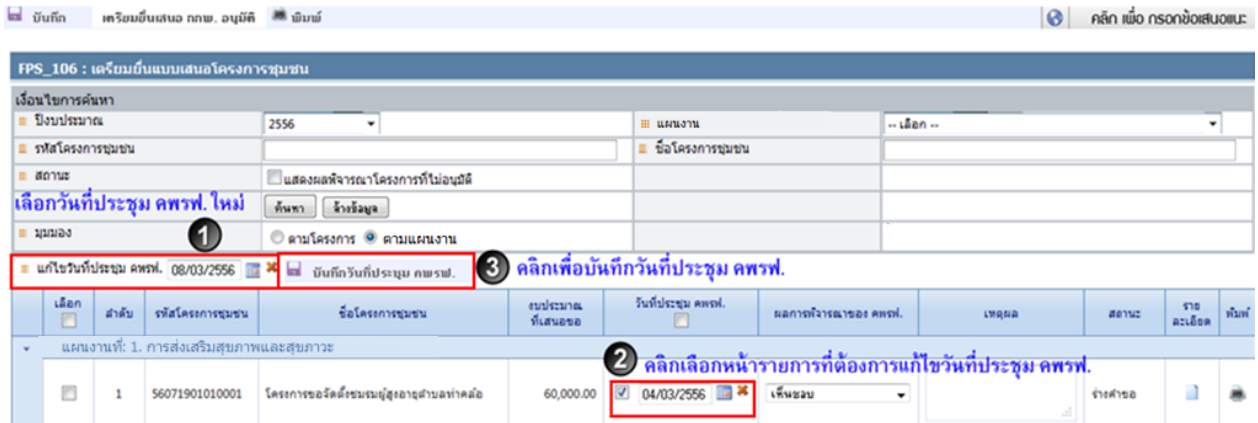 บันทึก เตรียมยื่นเสนอ กกพ. อนุมัติ พิมพ์ คลิก เพื่อ กรอกข้อเสนอแนะ
FPS_106 : เตรียมยื่นแบบเสนอโครงการชุมชน
เงื่อนไขการค้นหา
ปีงบประมาณ 2556 แผนงาน -- เลือก --
รหัสโครงการชุมชน ชื่อโครงการชุมชน
สถานะ แสดงผลพิจารณาโครงการที่ไม่อนุมัติ
เลือกวันที่ประชุม คพรฟ. ใหม่ ค้นหา ล้างข้อมูล
มุมมอง 1 ตามโครงการ ตามแผนงาน
แก้ไขวันที่ประชุม คพรฟ. 08/03/2556 บันทึกวันที่ประชุม คพรฟ. 3 คลิกเพื่อบันทึกวันที่ประชุม คพรฟ.
เลือก ลำดับ รหัสโครงการชุมชน ชื่อโครงการชุมชน งบประมาณที่เสนอขอ วันที่ประชุม คพรฟ. ผลการพิจารณาของ คพรฟ. เหตุผล สถานะ รายละเอียด พิมพ์
แผนงานที่: 1. การส่งเสริมสุขภาพและสุขภาวะ
2 คลิกเลือกหน้ารายการที่ต้องการแก้ไขวันที่ประชุม คพรฟ.
1 560719010100001 โครงการขอจัดตั้งชมรมผู้สูงอายุตำบลท่าคล้อ 60,000.00 04/03/2556 เห็นชอบ ร่างคำขอ